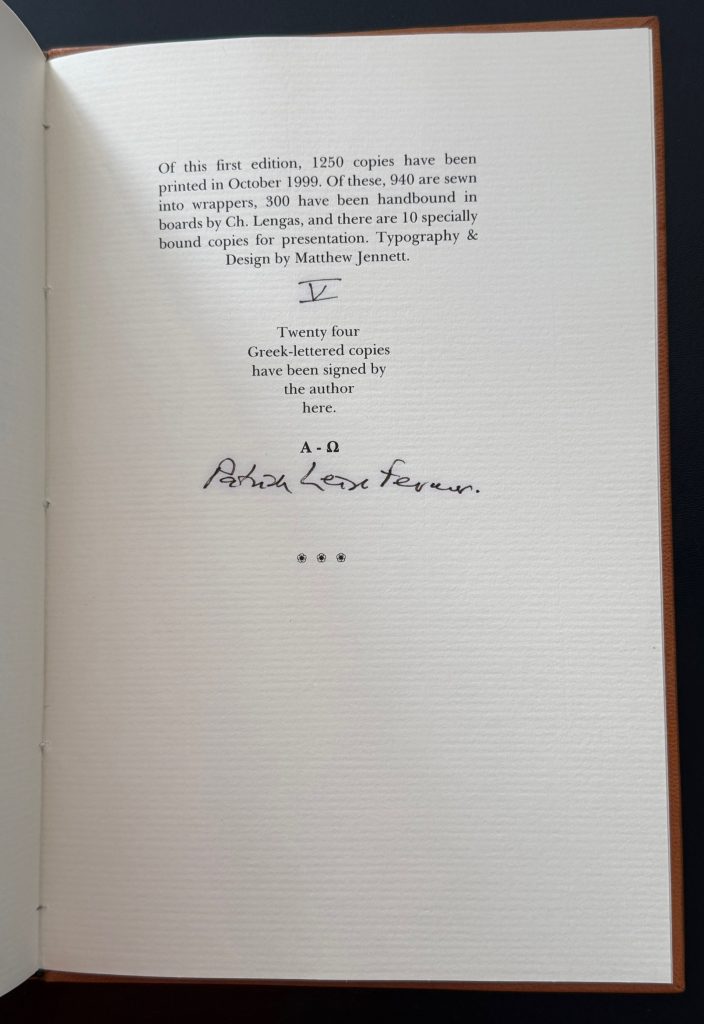 Of this first edition, 1250 copies have been
printed in October 1999. Of these, 940 are sewn
into wrappers, 300 have been handbound in
boards by Ch. Lengas, and there are 10 specially
bound copies for presentation. Typography &
Design by Matthew Jennett.
V
Twenty four
Greek-lettered copies
have been signed by
the author
here.
Α - Ω
Patrick Leigh Fermor.